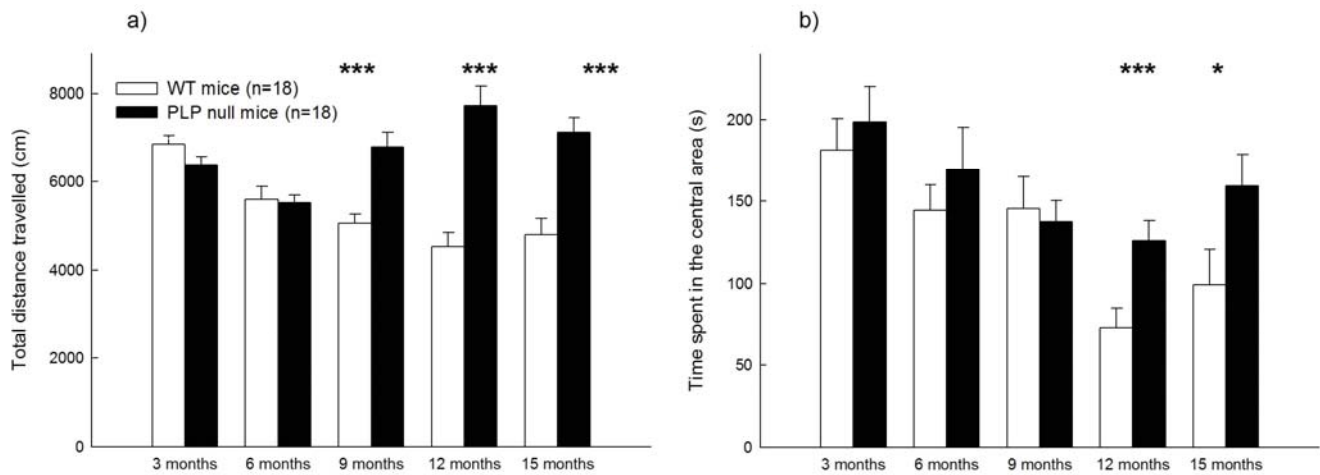 a)
Total distance travelled (cm)
8000
6000
4000
2000
0
WT mice (n=18)
PLP null mice (n=18)
*** *** ***
3 months 6 months 9 months 12 months 15 months
b)
Time spent in the central area (s)
200
150
100
50
0
*** *
3 months 6 months 9 months 12 months 15 months